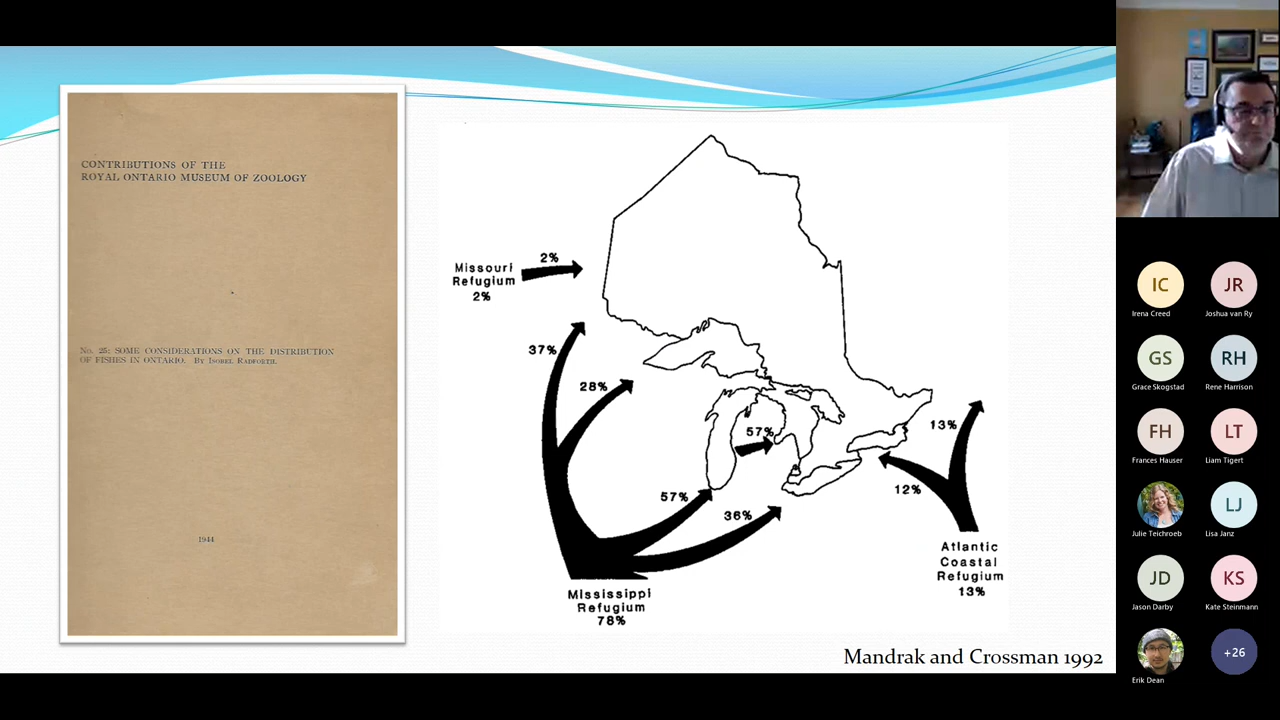 CONTRIBUTIONS OF THE
ROYAL ONTARIO MUSEUM OF ZOOLOGY
No. 25: SOME CONSIDERATIONS ON THE DISTRIBUTION
OF FISHES IN ONTARIO. By Isobel Radforth.
1944
Missouri
Refugium
2%
2%
37%
28%
57%
57%
36%
13%
12%
Mississippi
Refugium
78%
Atlantic
Coastal
Refugium
13%
Mandrak and Crossman 1992
IC
JR
Irena Creed
Joshua van Ry
GS
RH
Grace Skogstad
Rene Harrison
FH
LT
Frances Hauser
Liam Tigert
LJ
Julie Teichroeb
Lisa Janz
JD
KS
Jason Darby
Kate Steinmann
+26
Erik Dean